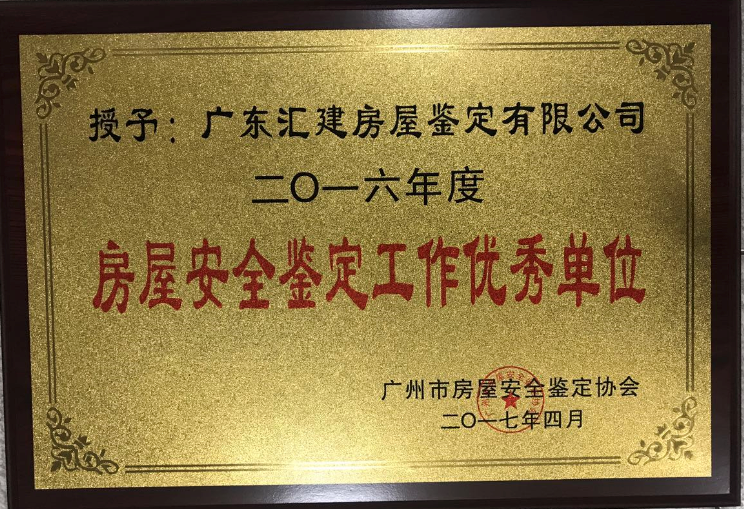 授予：广东汇建房屋鉴定有限公司
二〇一六年度
房屋安全鉴定工作优秀单位
广州市房屋安全鉴定协会
二〇一七年四月